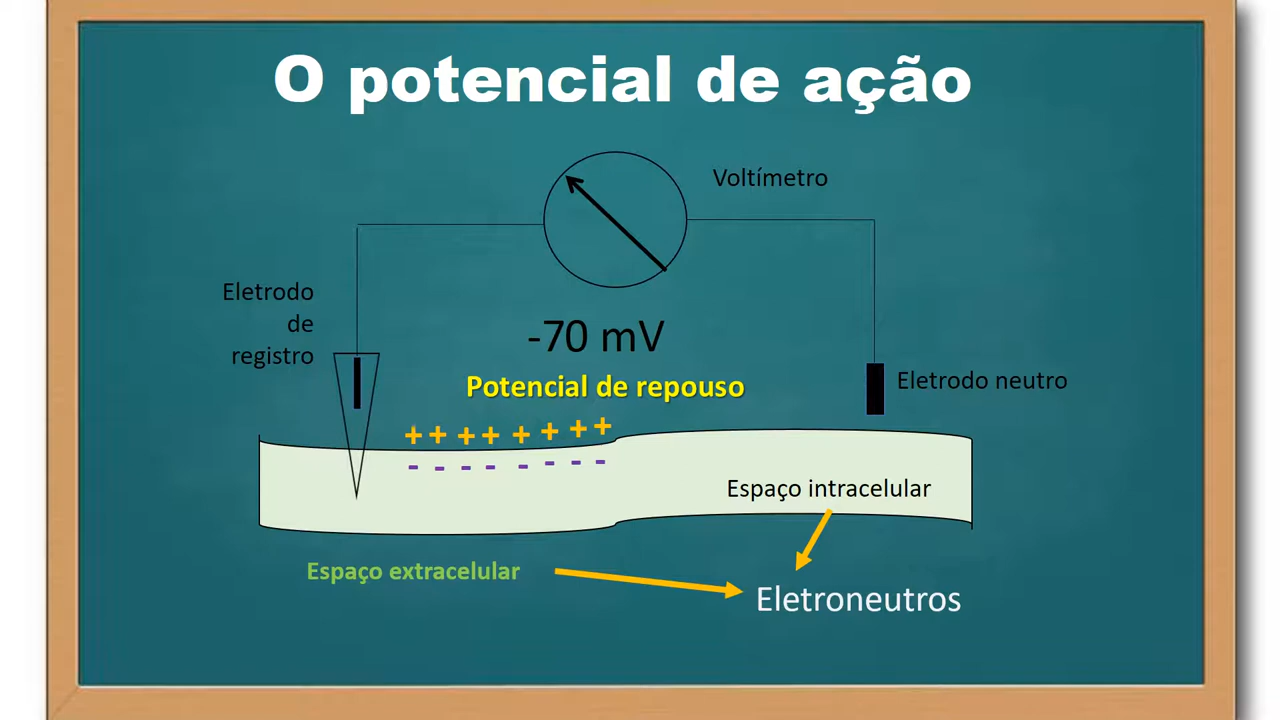 O potencial de ação
Voltímetro
Eletrodo
de
registro
-70 mV
Potencial de repouso
Eletrodo neutro
+ + + + + + + +
- - - - - - - -
Espaço intracelular
Espaço extracelular
Eletroneutros